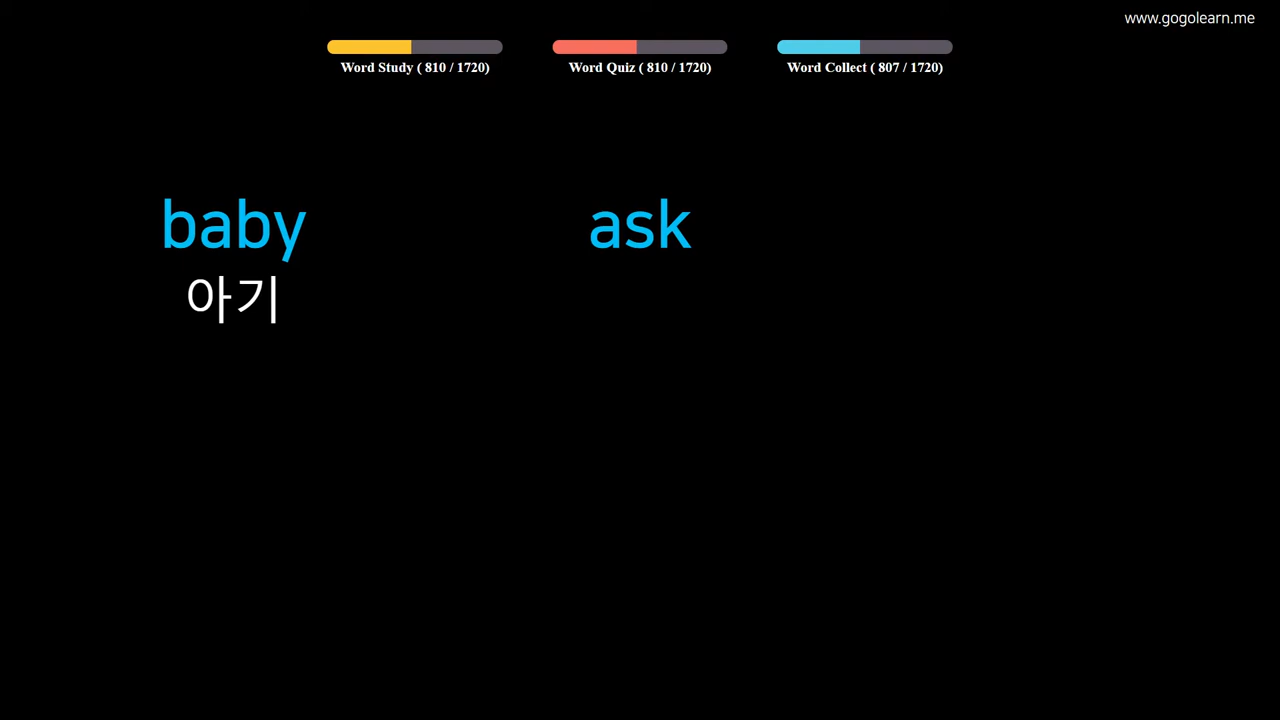 www.gogolearn.me
Word Study ( 810 / 1720)
Word Quiz ( 810 / 1720)
Word Collect ( 807 / 1720)
baby
ask
아기